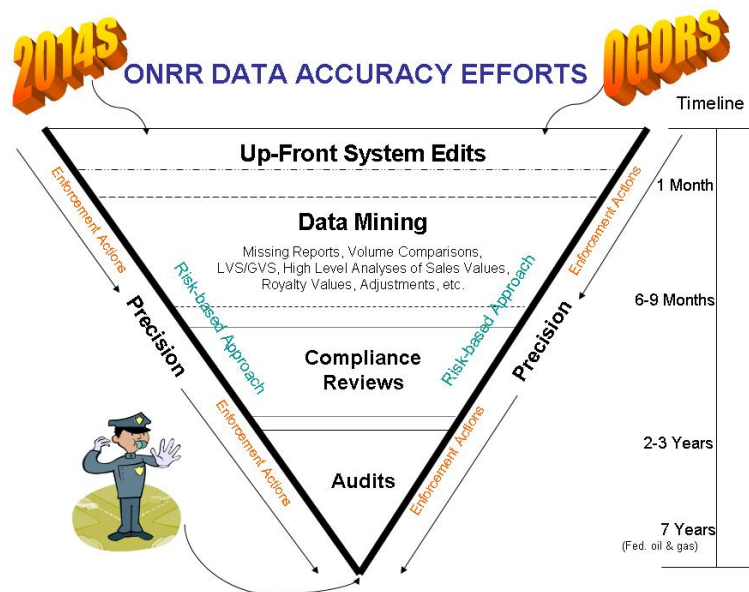 2014S
OGORS
ONRR DATA ACCURACY EFFORTS
Timeline
Up-Front System Edits
1 Month
Enforcement Actions
Enforcement Actions
Data Mining
Missing Reports, Volume Comparisons,
LVS/GVS, High Level Analyses of Sales Values,
Royalty Values, Adjustments, etc.
Risk-based Approach
Risk-based Approach
6-9 Months
Precision
Precision
Compliance
Reviews
Enforcement Actions
Enforcement Actions
2-3 Years
Audits
7 Years
(Fed. oil & gas)